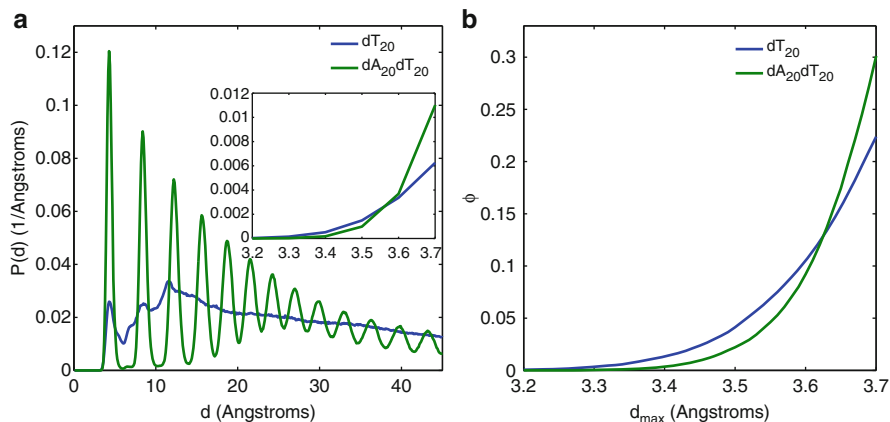 a
P(d) (1/Angstroms)
0.12
0.1
0.08
0.06
0.04
0.02
0
0 10 20 30 40
d (Angstroms)
dT20
dA20dT20
0.012
0.010
0.008
0.006
0.004
0.002
0
3.2 3.3 3.4 3.5 3.6 3.7
b
ϕ
0.3
0.25
0.2
0.15
0.1
0.05
0
3.2 3.3 3.4 3.5 3.6 3.7
dmax (Angstroms)
dT20
dA20dT20